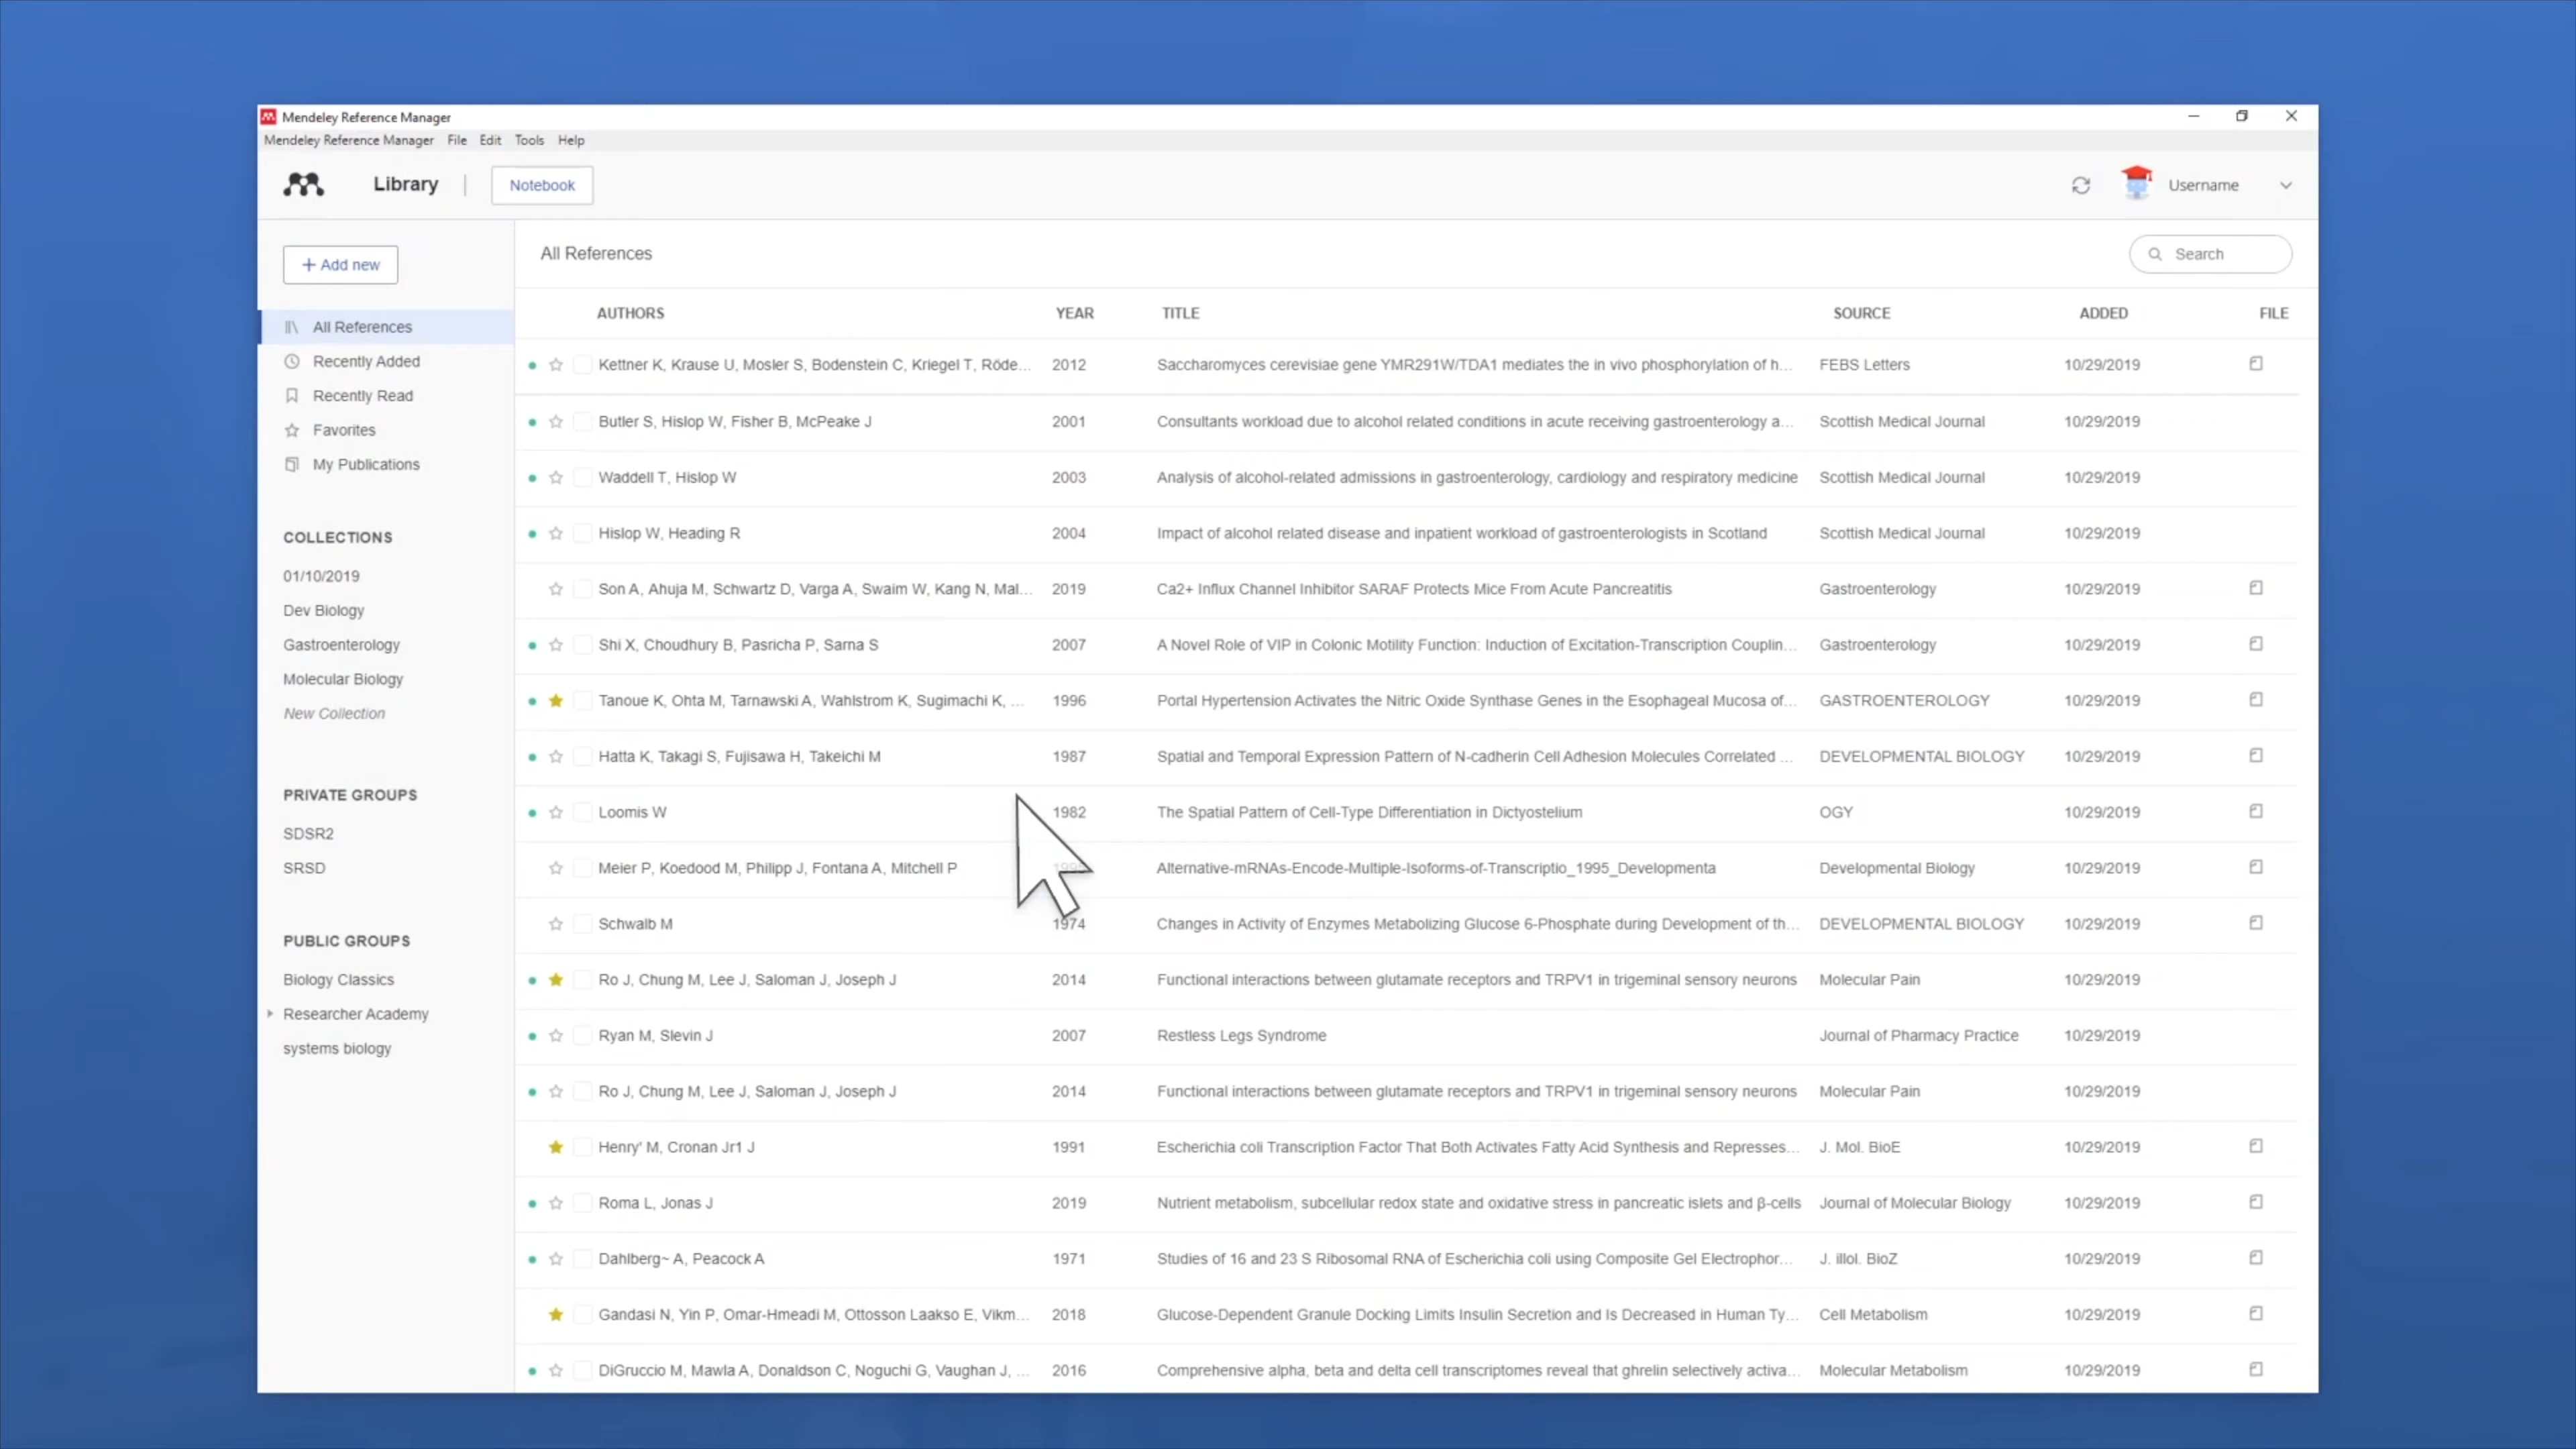 Mendeley Reference Manager
Mendeley Reference Manager File Edit Tools Help
Library | Notebook Username
+ Add new
All References
Recently Added
Recently Read
Favorites
My Publications
COLLECTIONS
01/10/2019
Dev Biology
Gastroenterology
Molecular Biology
New Collection
PRIVATE GROUPS
SDSR2
SRSD
PUBLIC GROUPS
Biology Classics
Researcher Academy
systems biology
All References Search
AUTHORS YEAR TITLE SOURCE ADDED FILE
Kettner K, Krause U, Mosler S, Bodenstein C, Kriegel T, Röde... 2012 Saccharomyces cerevisiae gene YMR291W/TDA1 mediates the in vivo phosphorylation of h... FEBS Letters 10/29/2019
Butler S, Hislop W, Fisher B, McPeake J 2001 Consultants workload due to alcohol related conditions in acute receiving gastroenterology a... Scottish Medical Journal 10/29/2019
Waddell T, Hislop W 2003 Analysis of alcohol-related admissions in gastroenterology, cardiology and respiratory medicine Scottish Medical Journal 10/29/2019
Hislop W, Heading R 2004 Impact of alcohol related disease and inpatient workload of gastroenterologists in Scotland Scottish Medical Journal 10/29/2019
Son A, Ahuja M, Schwartz D, Varga A, Swaim W, Kang N, Mal... 2019 Ca2+ Influx Channel Inhibitor SARAF Protects Mice From Acute Pancreatitis Gastroenterology 10/29/2019
Shi X, Choudhury B, Pasricha P, Sarna S 2007 A Novel Role of VIP in Colonic Motility Function: Induction of Excitation-Transcription Couplin... Gastroenterology 10/29/2019
Tanoue K, Ohta M, Tarnawski A, Wahlstrom K, Sugimachi K, ... 1996 Portal Hypertension Activates the Nitric Oxide Synthase Genes in the Esophageal Mucosa of... GASTROENTEROLOGY 10/29/2019
Hatta K, Takagi S, Fujisawa H, Takeichi M 1987 Spatial and Temporal Expression Pattern of N-cadherin Cell Adhesion Molecules Correlated ... DEVELOPMENTAL BIOLOGY 10/29/2019
Loomis W 1982 The Spatial Pattern of Cell-Type Differentiation in Dictyostelium OGY 10/29/2019
Meier P, Koedood M, Philipp J, Fontana A, Mitchell P Alternative-mRNAs-Encode-Multiple-Isoforms-of-Transcriptio_1995_Developmenta Developmental Biology 10/29/2019
Schwalb M 1974 Changes in Activity of Enzymes Metabolizing Glucose 6-Phosphate during Development of th... DEVELOPMENTAL BIOLOGY 10/29/2019
Ro J, Chung M, Lee J, Saloman J, Joseph J 2014 Functional interactions between glutamate receptors and TRPV1 in trigeminal sensory neurons Molecular Pain 10/29/2019
Ryan M, Slevin J 2007 Restless Legs Syndrome Journal of Pharmacy Practice 10/29/2019
Ro J, Chung M, Lee J, Saloman J, Joseph J 2014 Functional interactions between glutamate receptors and TRPV1 in trigeminal sensory neurons Molecular Pain 10/29/2019
Henry' M, Cronan Jr1 J 1991 Escherichia coli Transcription Factor That Both Activates Fatty Acid Synthesis and Represses... J. Mol. BioE 10/29/2019
Roma L, Jonas J 2019 Nutrient metabolism, subcellular redox state and oxidative stress in pancreatic islets and β-cells Journal of Molecular Biology 10/29/2019
Dahlberg~ A, Peacock A 1971 Studies of 16 and 23 S Ribosomal RNA of Escherichia coli using Composite Gel Electrophor... J. illol. BioZ 10/29/2019
Gandasi N, Yin P, Omar-Hmeadi M, Ottosson Laakso E, Vikm... 2018 Glucose-Dependent Granule Docking Limits Insulin Secretion and Is Decreased in Human Ty... Cell Metabolism 10/29/2019
DiGruccio M, Mawla A, Donaldson C, Noguchi G, Vaughan J, ... 2016 Comprehensive alpha, beta and delta cell transcriptomes reveal that ghrelin selectively activa... Molecular Metabolism 10/29/2019